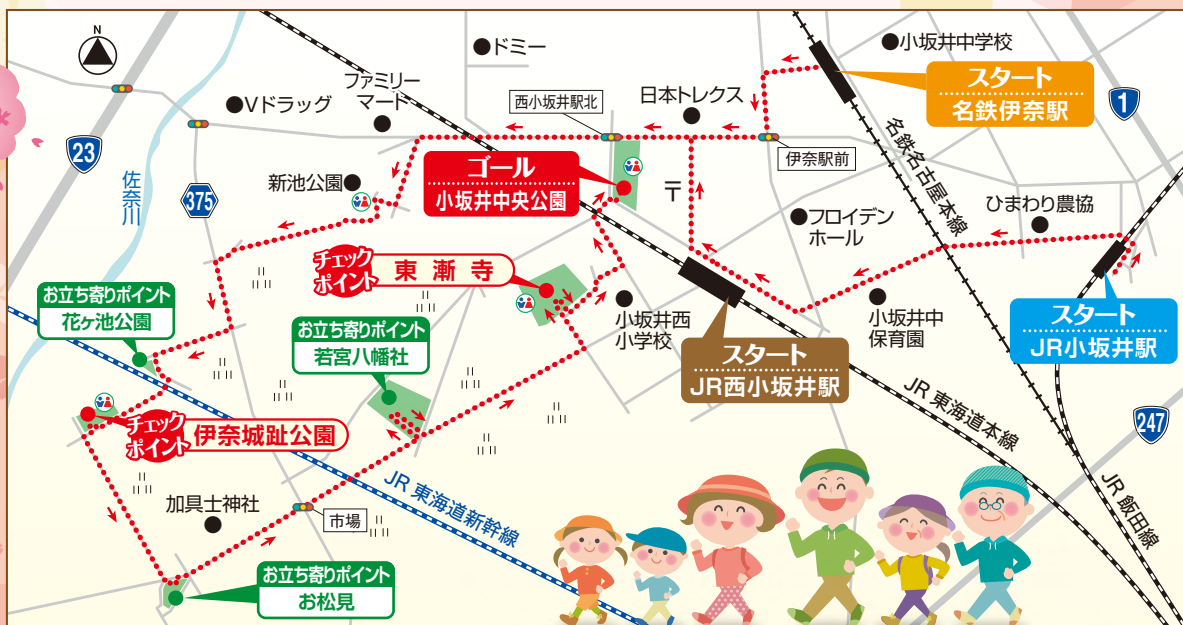 N
ドミー
小坂井中学校
スタート
名鉄伊奈駅
1
ファミリー
マート
Vドラッグ
西小坂井駅北
日本トレクス
伊奈駅前
名鉄名古屋本線
23
佐奈川
375
新池公園
ゴール
小坂井中央公園
〒
フロイデン
ホール
ひまわり農協
チェック
ポイント
東漸寺
お立ち寄りポイント
花ヶ池公園
お立ち寄りポイント
若宮八幡社
小坂井西
小学校
小坂井中
保育園
スタート
JR小坂井駅
スタート
JR西小坂井駅
チェック
ポイント
伊奈城趾公園
JR東海道本線
247
JR飯田線
加具士神社
市場
JR東海道新幹線
お立ち寄りポイント
お松見